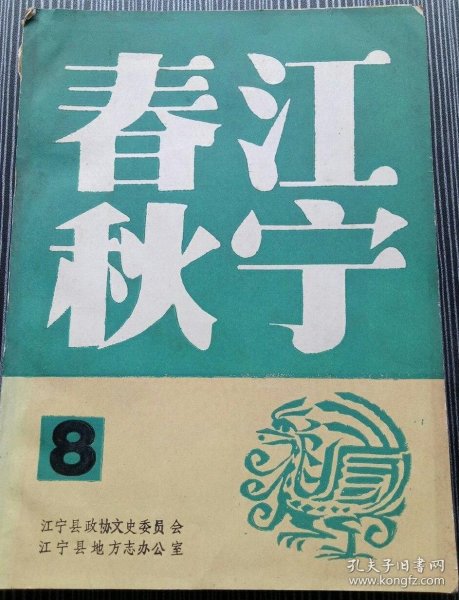 江宁
春秋
8
江宁县政协文史委员会
江宁县地方志办公室
孔夫子旧书网
www.kongfz.com